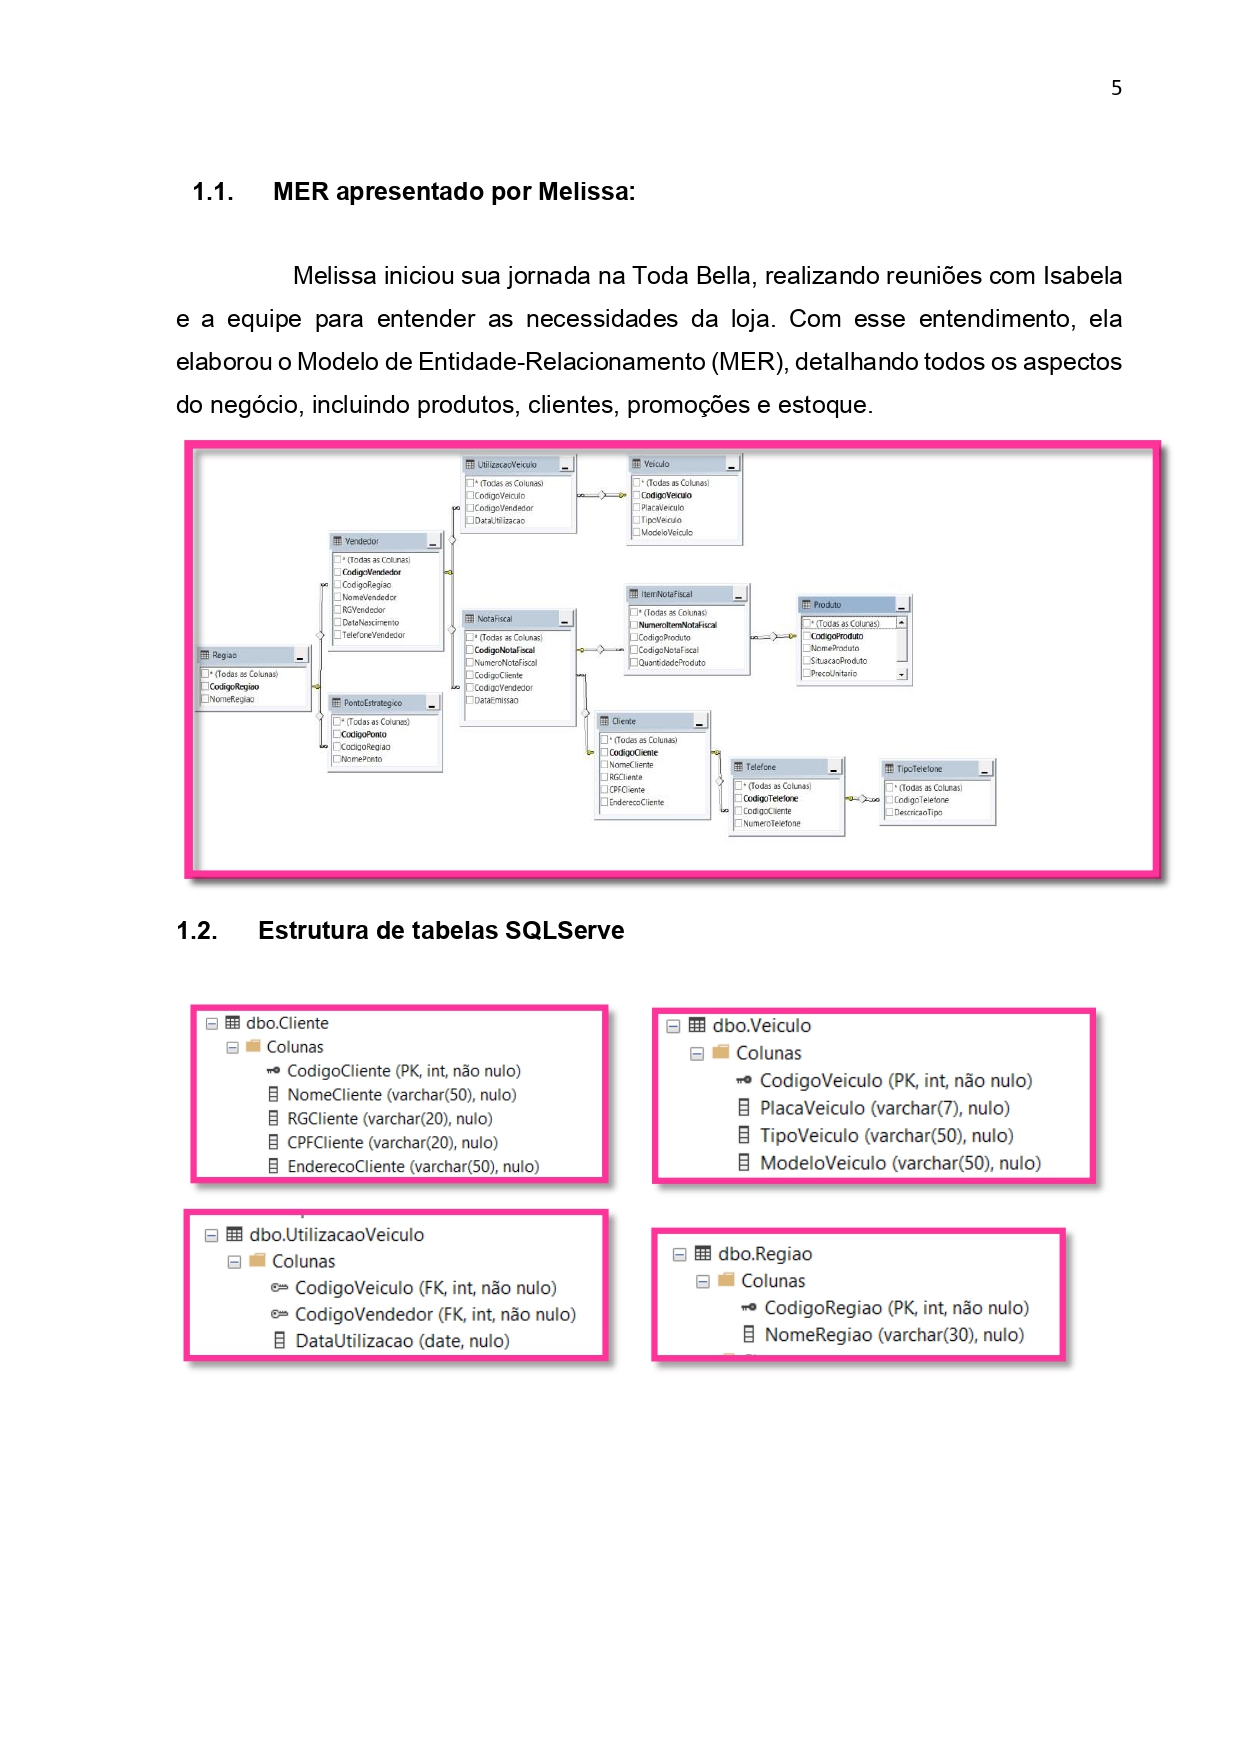 5
1.1. MER apresentado por Melissa:
Melissa iniciou sua jornada na Toda Bella, realizando reuniões com Isabela
e a equipe para entender as necessidades da loja. Com esse entendimento, ela
elaborou o Modelo de Entidade-Relacionamento (MER), detalhando todos os aspectos
do negócio, incluindo produtos, clientes, promoções e estoque.
UtilizacaoVeiculo
* (Todas as Colunas)
CodigoVeiculo
CodigoVendedor
DataUtilizacao
Veiculo
* (Todas as Colunas)
CodigoVeiculo
PlacaVeiculo
TipoVeiculo
ModeloVeiculo
Vendedor
* (Todas as Colunas)
CodigoVendedor
CodigoRegiao
NomeVendedor
RGVendedor
DataNascimento
TelefoneVendedor
NotaFiscal
* (Todas as Colunas)
CodigoNotaFiscal
NumeroNotaFiscal
CodigoCliente
CodigoVendedor
DataEmissao
ItemNotaFiscal
* (Todas as Colunas)
NumeroItemNotaFiscal
CodigoProduto
CodigoNotaFiscal
QuantidadeProduto
Produto
* (Todas as Colunas)
CodigoProduto
NomeProduto
SituacaoProduto
PrecoUnitario
Regiao
* (Todas as Colunas)
CodigoRegiao
NomeRegiao
PontoEstrategico
* (Todas as Colunas)
CodigoPonto
CodigoRegiao
NomePonto
Cliente
* (Todas as Colunas)
CodigoCliente
NomeCliente
RGCliente
CPFCliente
EnderecoCliente
Telefone
* (Todas as Colunas)
CodigoTelefone
CodigoCliente
NumeroTelefone
TipoTelefone
* (Todas as Colunas)
CodigoTelefone
DescricaoTipo
1.2. Estrutura de tabelas SQLServe
dbo.Cliente
Colunas
CodigoCliente (PK, int, não nulo)
NomeCliente (varchar(50), nulo)
RGCliente (varchar(20), nulo)
CPFCliente (varchar(20), nulo)
EnderecoCliente (varchar(50), nulo)
dbo.Veiculo
Colunas
CodigoVeiculo (PK, int, não nulo)
PlacaVeiculo (varchar(7), nulo)
TipoVeiculo (varchar(50), nulo)
ModeloVeiculo (varchar(50), nulo)
dbo.UtilizacaoVeiculo
Colunas
CodigoVeiculo (FK, int, não nulo)
CodigoVendedor (FK, int, não nulo)
DataUtilizacao (date, nulo)
dbo.Regiao
Colunas
CodigoRegiao (PK, int, não nulo)
NomeRegiao (varchar(30), nulo)